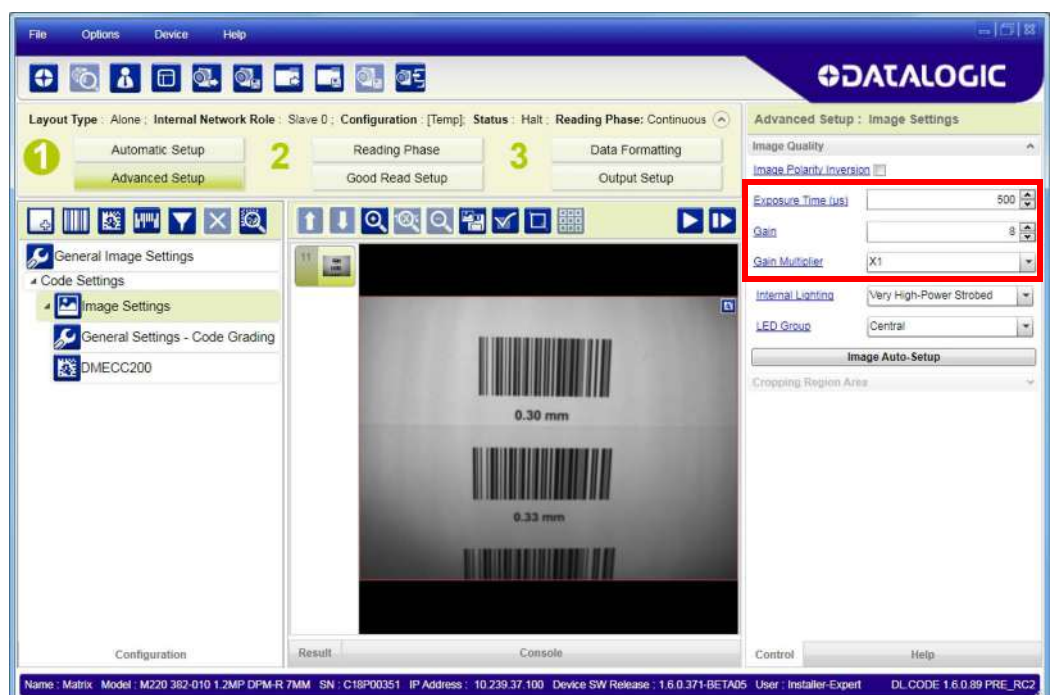 File Options Device Help
DATALOGIC
Layout Type : Alone ; Internal Network Role : Slave 0 ; Configuration : [Temp]; Status : Halt ; Reading Phase: Continuous
1 Automatic Setup
Advanced Setup
2 Reading Phase
Good Read Setup
3 Data Formatting
Output Setup
General Image Settings
Code Settings
Image Settings
General Settings - Code Grading
DMECC200
Configuration
11
0.30 mm
0.33 mm
Result Console
Advanced Setup : Image Settings
Image Quality
Image Polarity Inversion
Exposure Time (us) 500
Gain 8
Gain Multiplier X1
Internal Lighting Very High-Power Strobed
LED Group Central
Image Auto-Setup
Cropping Region Area
Control Help
Name : Matrix Model : M220 382-010 1.2MP DPM-R 7MM SN : C18P00351 IP Address : 10.239.37.100 Device SW Release : 1.6.0.371-BETA05 User : Installer-Expert DL.CODE 1.6.0.89 PRE_RC2